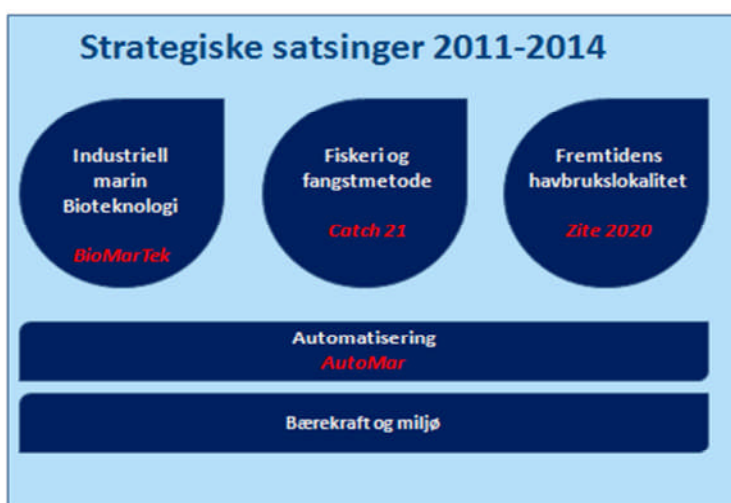 Strategiske satsinger 2011-2014
Industriell
marin
Bioteknologi
BioMarTek
Fiskeri og
fangstmetode
Catch 21
Fremtidens
havbrukslokalitet
Zite 2020
Automatisering
AutoMar
Bærekraft og miljø